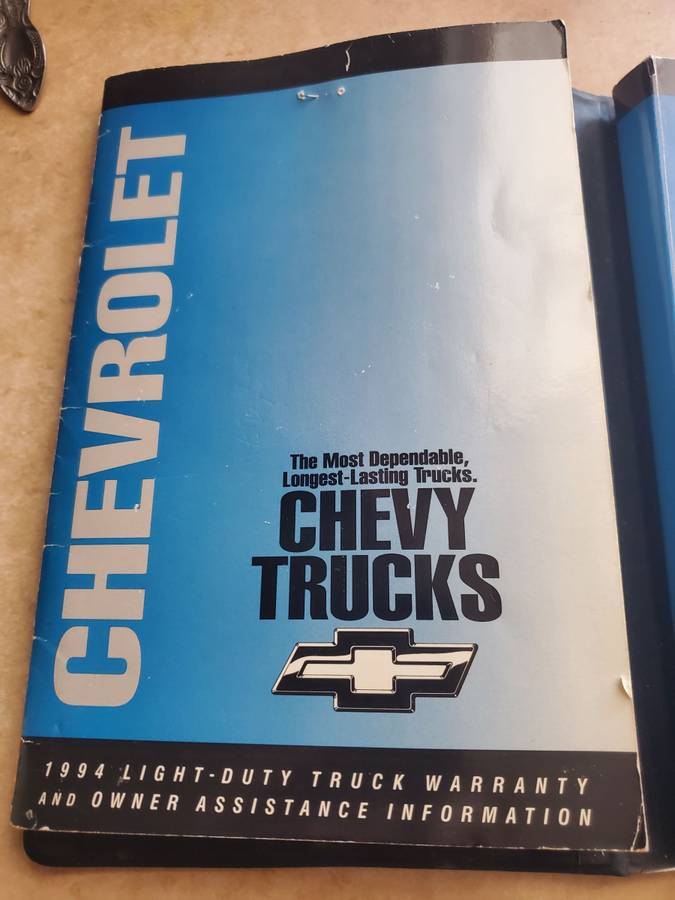 CHEVROLET
The Most Dependable,
Longest-Lasting Trucks.
CHEVY
TRUCKS
1994 LIGHT-DUTY TRUCK WARRANTY
AND OWNER ASSISTANCE INFORMATION